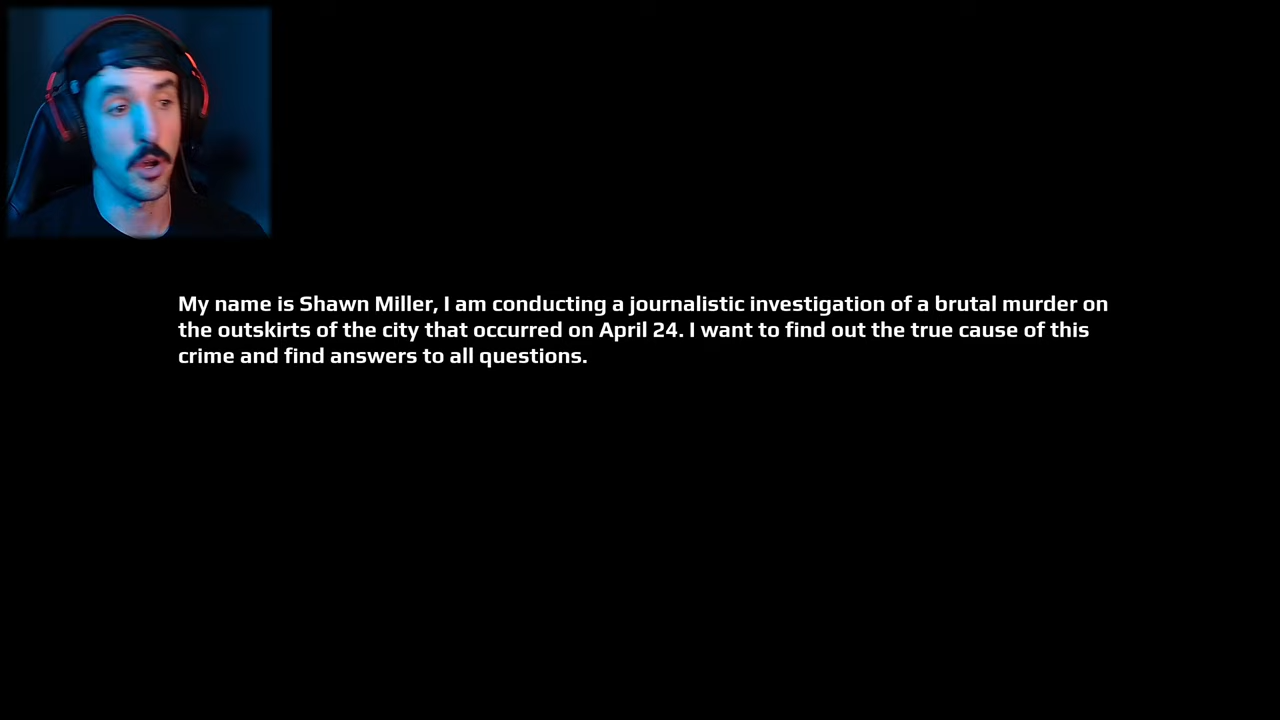 My name is Shawn Miller, I am conducting a journalistic investigation of a brutal murder on
the outskirts of the city that occurred on April 24. I want to find out the true cause of this
crime and find answers to all questions.